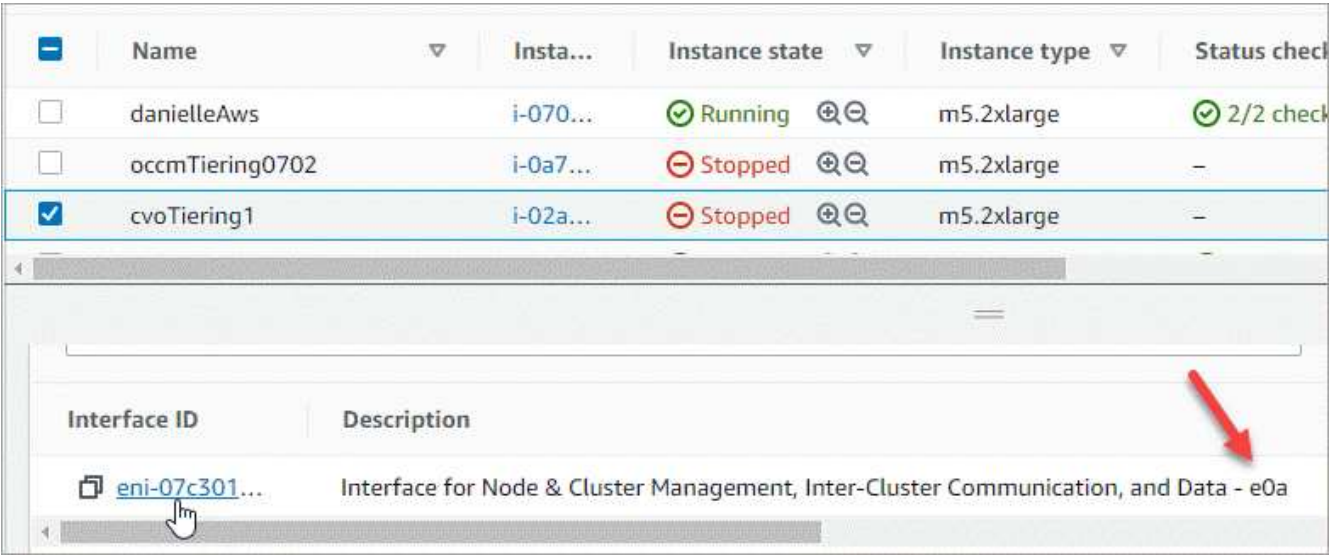 Name Insta... Instance state Instance type Status check
danielleAws i-070... Running m5.2xlarge 2/2 check
occmTiering0702 i-0a7... Stopped m5.2xlarge –
cvoTiering1 i-02a... Stopped m5.2xlarge –
Interface ID Description
eni-07c301... Interface for Node & Cluster Management, Inter-Cluster Communication, and Data - e0a